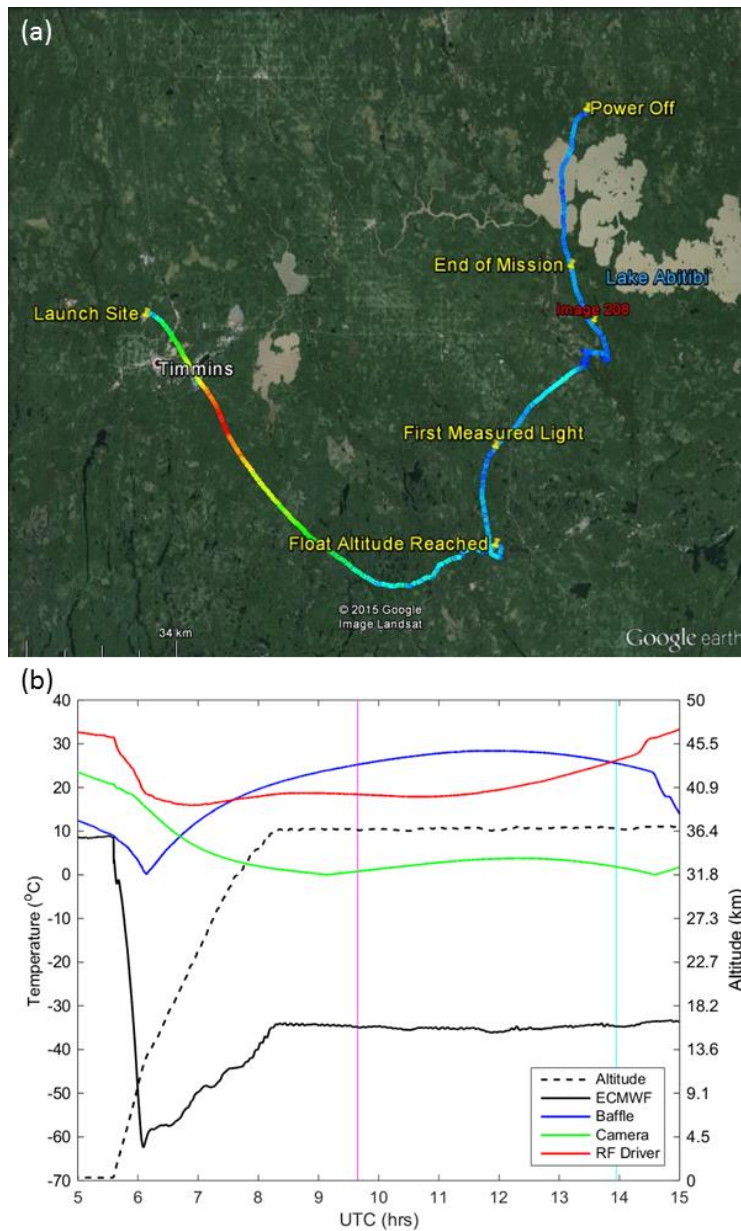 (a)
Power Off
End of Mission
Lake Abitibi
Launch Site
Image 208
Timmins
First Measured Light
Float Altitude Reached
© 2015 Google
Image Landsat
34 km
Google earth
(b)
40
30
20
10
0
-10
-20
-30
-40
-50
-60
-70
Temperature (°C)
50
45.5
40.9
36.4
31.8
27.3
22.7
18.2
13.6
9.1
4.5
0
Altitude (km)
Altitude
ECMWF
Baffle
Camera
RF Driver
5 6 7 8 9 10 11 12 13 14 15
UTC (hrs)